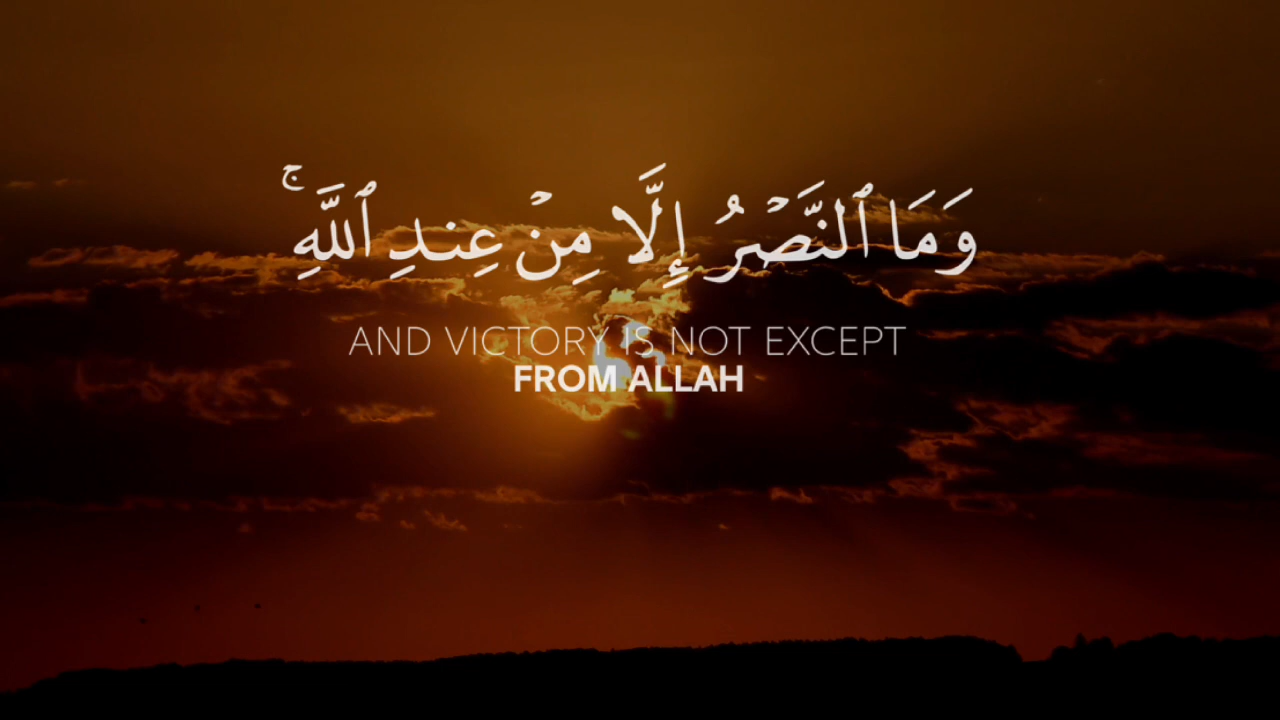 وَمَا ٱلنَّصْرُ إِلَّا مِنْ عِندِ ٱللَّهِ ۚ
AND VICTORY IS NOT EXCEPT
FROM ALLAH